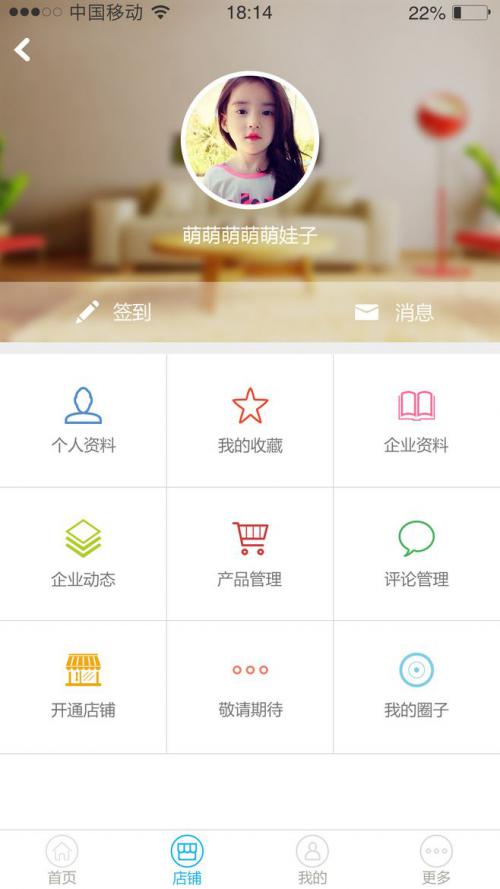 中国移动 18:14 22%
萌萌萌萌萌娃子
签到 消息
个人资料 我的收藏 企业资料
企业动态 产品管理 评论管理
开通店铺 敬请期待 我的圈子
首页 店铺 我的 更多